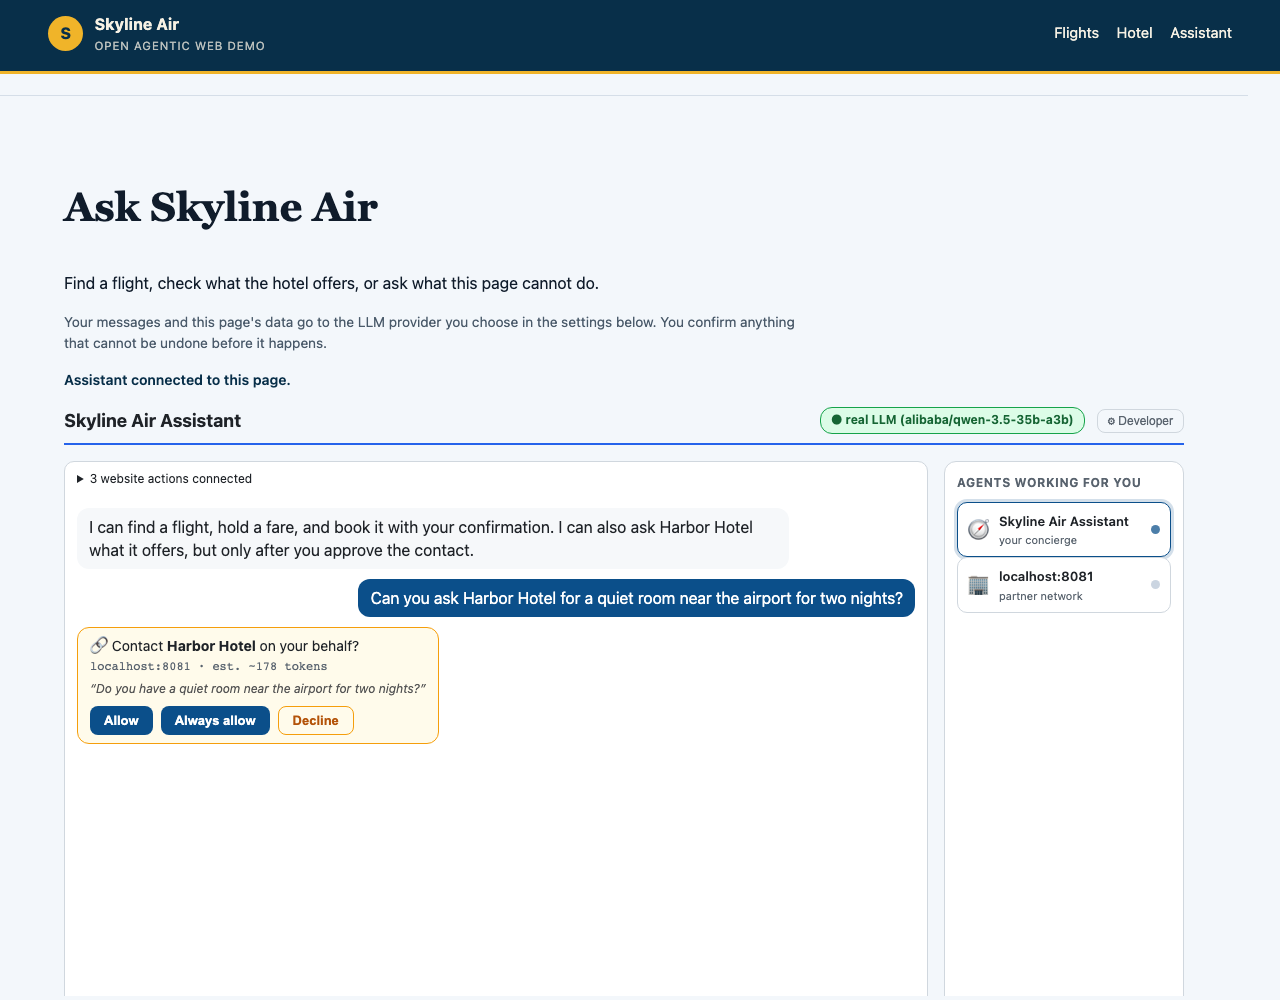 S
Skyline Air
OPEN AGENTIC WEB DEMO
Flights
Hotel
Assistant
Ask Skyline Air
Find a flight, check what the hotel offers, or ask what this page cannot do.
Your messages and this page's data go to the LLM provider you choose in the settings below. You confirm anything
that cannot be undone before it happens.
Assistant connected to this page.
Skyline Air Assistant
real LLM (alibaba/qwen-3.5-35b-a3b)
⚙ Developer
▶ 3 website actions connected
I can find a flight, hold a fare, and book it with your confirmation. I can also ask Harbor Hotel
what it offers, but only after you approve the contact.
Can you ask Harbor Hotel for a quiet room near the airport for two nights?
🔗 Contact Harbor Hotel on your behalf?
localhost:8081 · est. ~178 tokens
“Do you have a quiet room near the airport for two nights?”
Allow
Always allow
Decline
AGENTS WORKING FOR YOU
Skyline Air Assistant
your concierge
localhost:8081
partner network